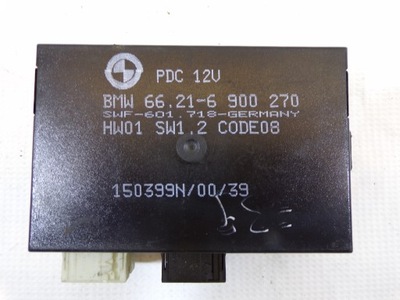 PDC 12V
BMW 66.21-6 900 270
SWF-601.718-GERMANY
HW01 SW1.2 CODE08
150399N/00/39